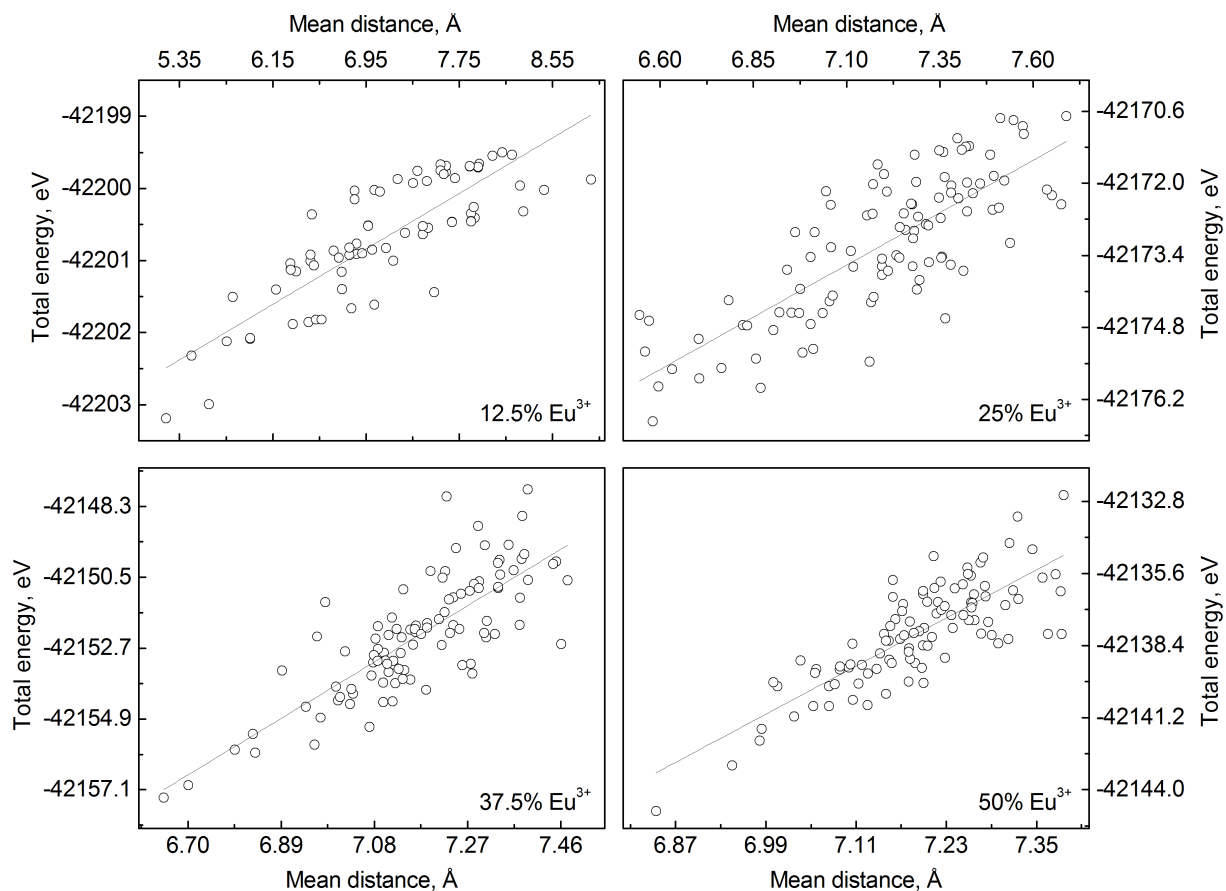 Mean distance, Å
Mean distance, Å
5.35 6.15 6.95 7.75 8.55
6.60 6.85 7.10 7.35 7.60
Total energy, eV
-42199
-42200
-42201
-42202
-42203
12.5% Eu³⁺
-42170.6
-42172.0
-42173.4
-42174.8
-42176.2
Total energy, eV
25% Eu³⁺
Total energy, eV
-42148.3
-42150.5
-42152.7
-42154.9
-42157.1
37.5% Eu³⁺
-42132.8
-42135.6
-42138.4
-42141.2
-42144.0
Total energy, eV
50% Eu³⁺
6.70 6.89 7.08 7.27 7.46
6.87 6.99 7.11 7.23 7.35
Mean distance, Å
Mean distance, Å